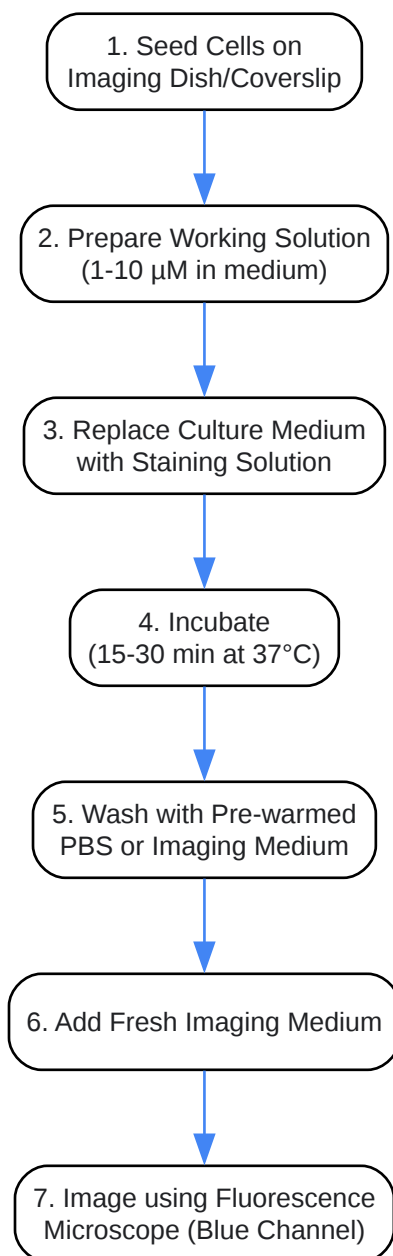 1. Seed Cells on
Imaging Dish/Coverslip
2. Prepare Working Solution
(1-10 µM in medium)
3. Replace Culture Medium
with Staining Solution
4. Incubate
(15-30 min at 37°C)
5. Wash with Pre-warmed
PBS or Imaging Medium
6. Add Fresh Imaging Medium
7. Image using Fluorescence
Microscope (Blue Channel)